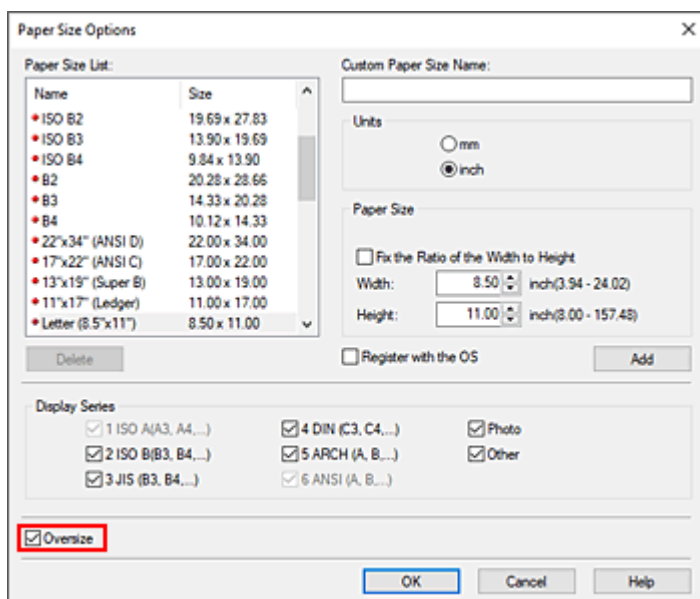 Paper Size Options
Paper Size List:
Name Size
ISO B2 19.69 x 27.83
ISO B3 13.90 x 19.69
ISO B4 9.84 x 13.90
B2 20.28 x 28.66
B3 14.33 x 20.28
B4 10.12 x 14.33
22"x34" (ANSI D) 22.00 x 34.00
17"x22" (ANSI C) 17.00 x 22.00
13"x19" (Super B) 13.00 x 19.00
11"x17" (Ledger) 11.00 x 17.00
Letter (8.5"x11") 8.50 x 11.00
Delete
Custom Paper Size Name:
Units
mm
inch
Paper Size
Fix the Ratio of the Width to Height
Width: 8.50 inch(3.94 - 24.02)
Height: 11.00 inch(8.00 - 157.48)
Register with the OS Add
Display Series
1 ISO A(A3, A4,...) 4 DIN (C3, C4,...) Photo
2 ISO B(B3, B4,...) 5 ARCH (A, B,...) Other
3 JIS (B3, B4,...) 6 ANSI (A, B,...)
Oversize
OK Cancel Help